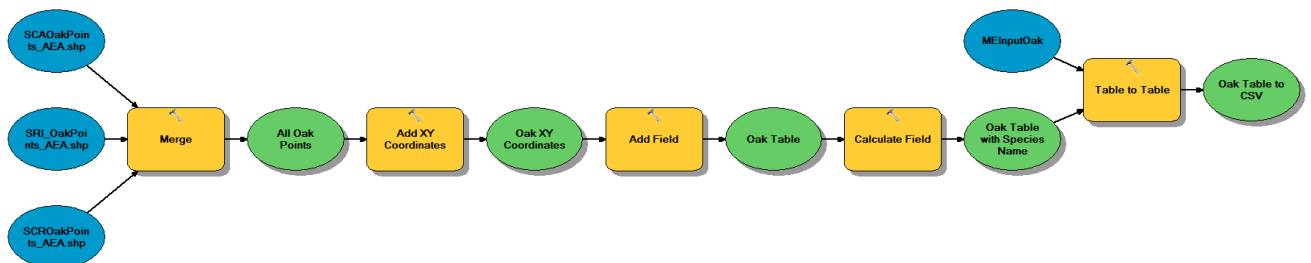 SCAOakPoin
ts_AEA.shp
SRI_OakPoi
nts_AEA.shp
SCROakPoin
ts_AEA.shp
Merge
All Oak
Points
Add XY
Coordinates
Oak XY
Coordinates
Add Field
Oak Table
Calculate Field
MEInputOak
Oak Table
with Species
Name
Table to Table
Oak Table to
CSV